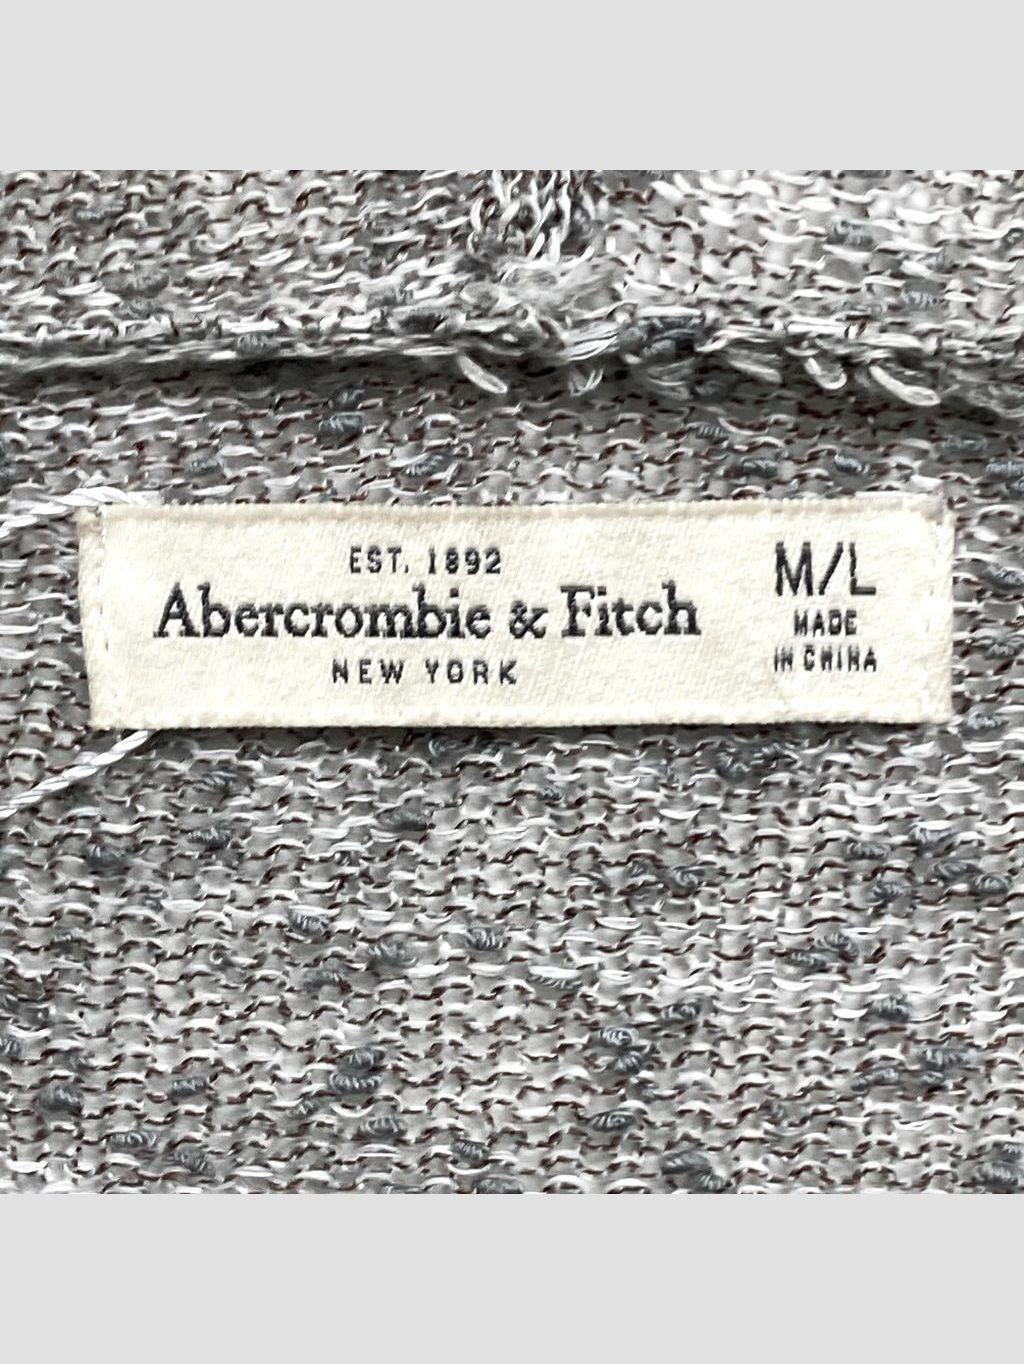 EST. 1892
Abercrombie & Fitch
NEW YORK
M/L
MADE
IN CHINA